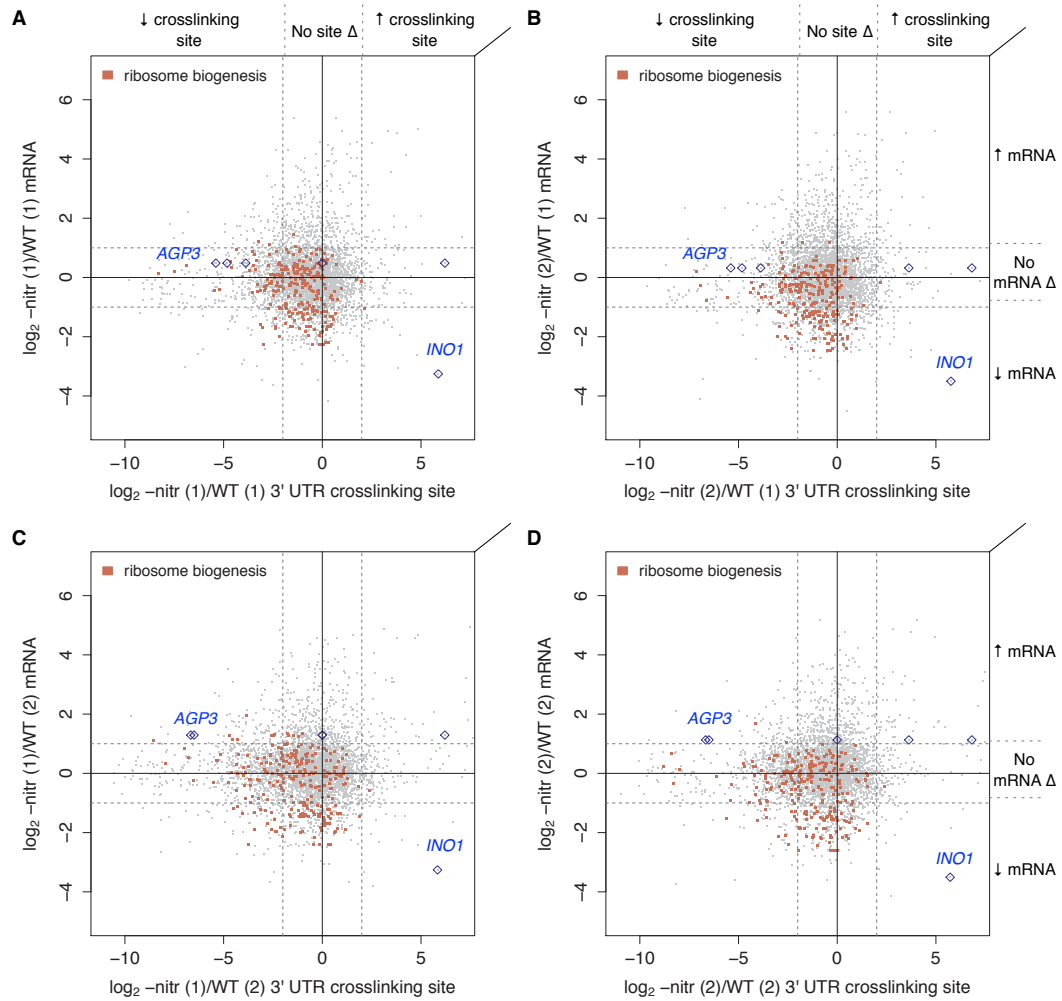 A
↓ crosslinking
site
No site Δ
↑ crosslinking
site
B
↓ crosslinking
site
No site Δ
↑ crosslinking
site
ribosome biogenesis
AGP3
INO1
6
4
2
0
−2
−4
log₂ −nitr (1)/WT (1) mRNA
−10
−5
0
5
log₂ −nitr (1)/WT (1) 3' UTR crosslinking site
ribosome biogenesis
AGP3
INO1
6
4
2
0
−2
−4
log₂ −nitr (2)/WT (1) mRNA
−10
−5
0
5
log₂ −nitr (2)/WT (1) 3' UTR crosslinking site
↑ mRNA
No
mRNA Δ
↓ mRNA
C
ribosome biogenesis
AGP3
INO1
6
4
2
0
−2
−4
log₂ −nitr (1)/WT (2) mRNA
−10
−5
0
5
log₂ −nitr (1)/WT (2) 3' UTR crosslinking site
D
ribosome biogenesis
AGP3
INO1
6
4
2
0
−2
−4
log₂ −nitr (2)/WT (2) mRNA
−10
−5
0
5
log₂ −nitr (2)/WT (2) 3' UTR crosslinking site
↑ mRNA
No
mRNA Δ
↓ mRNA